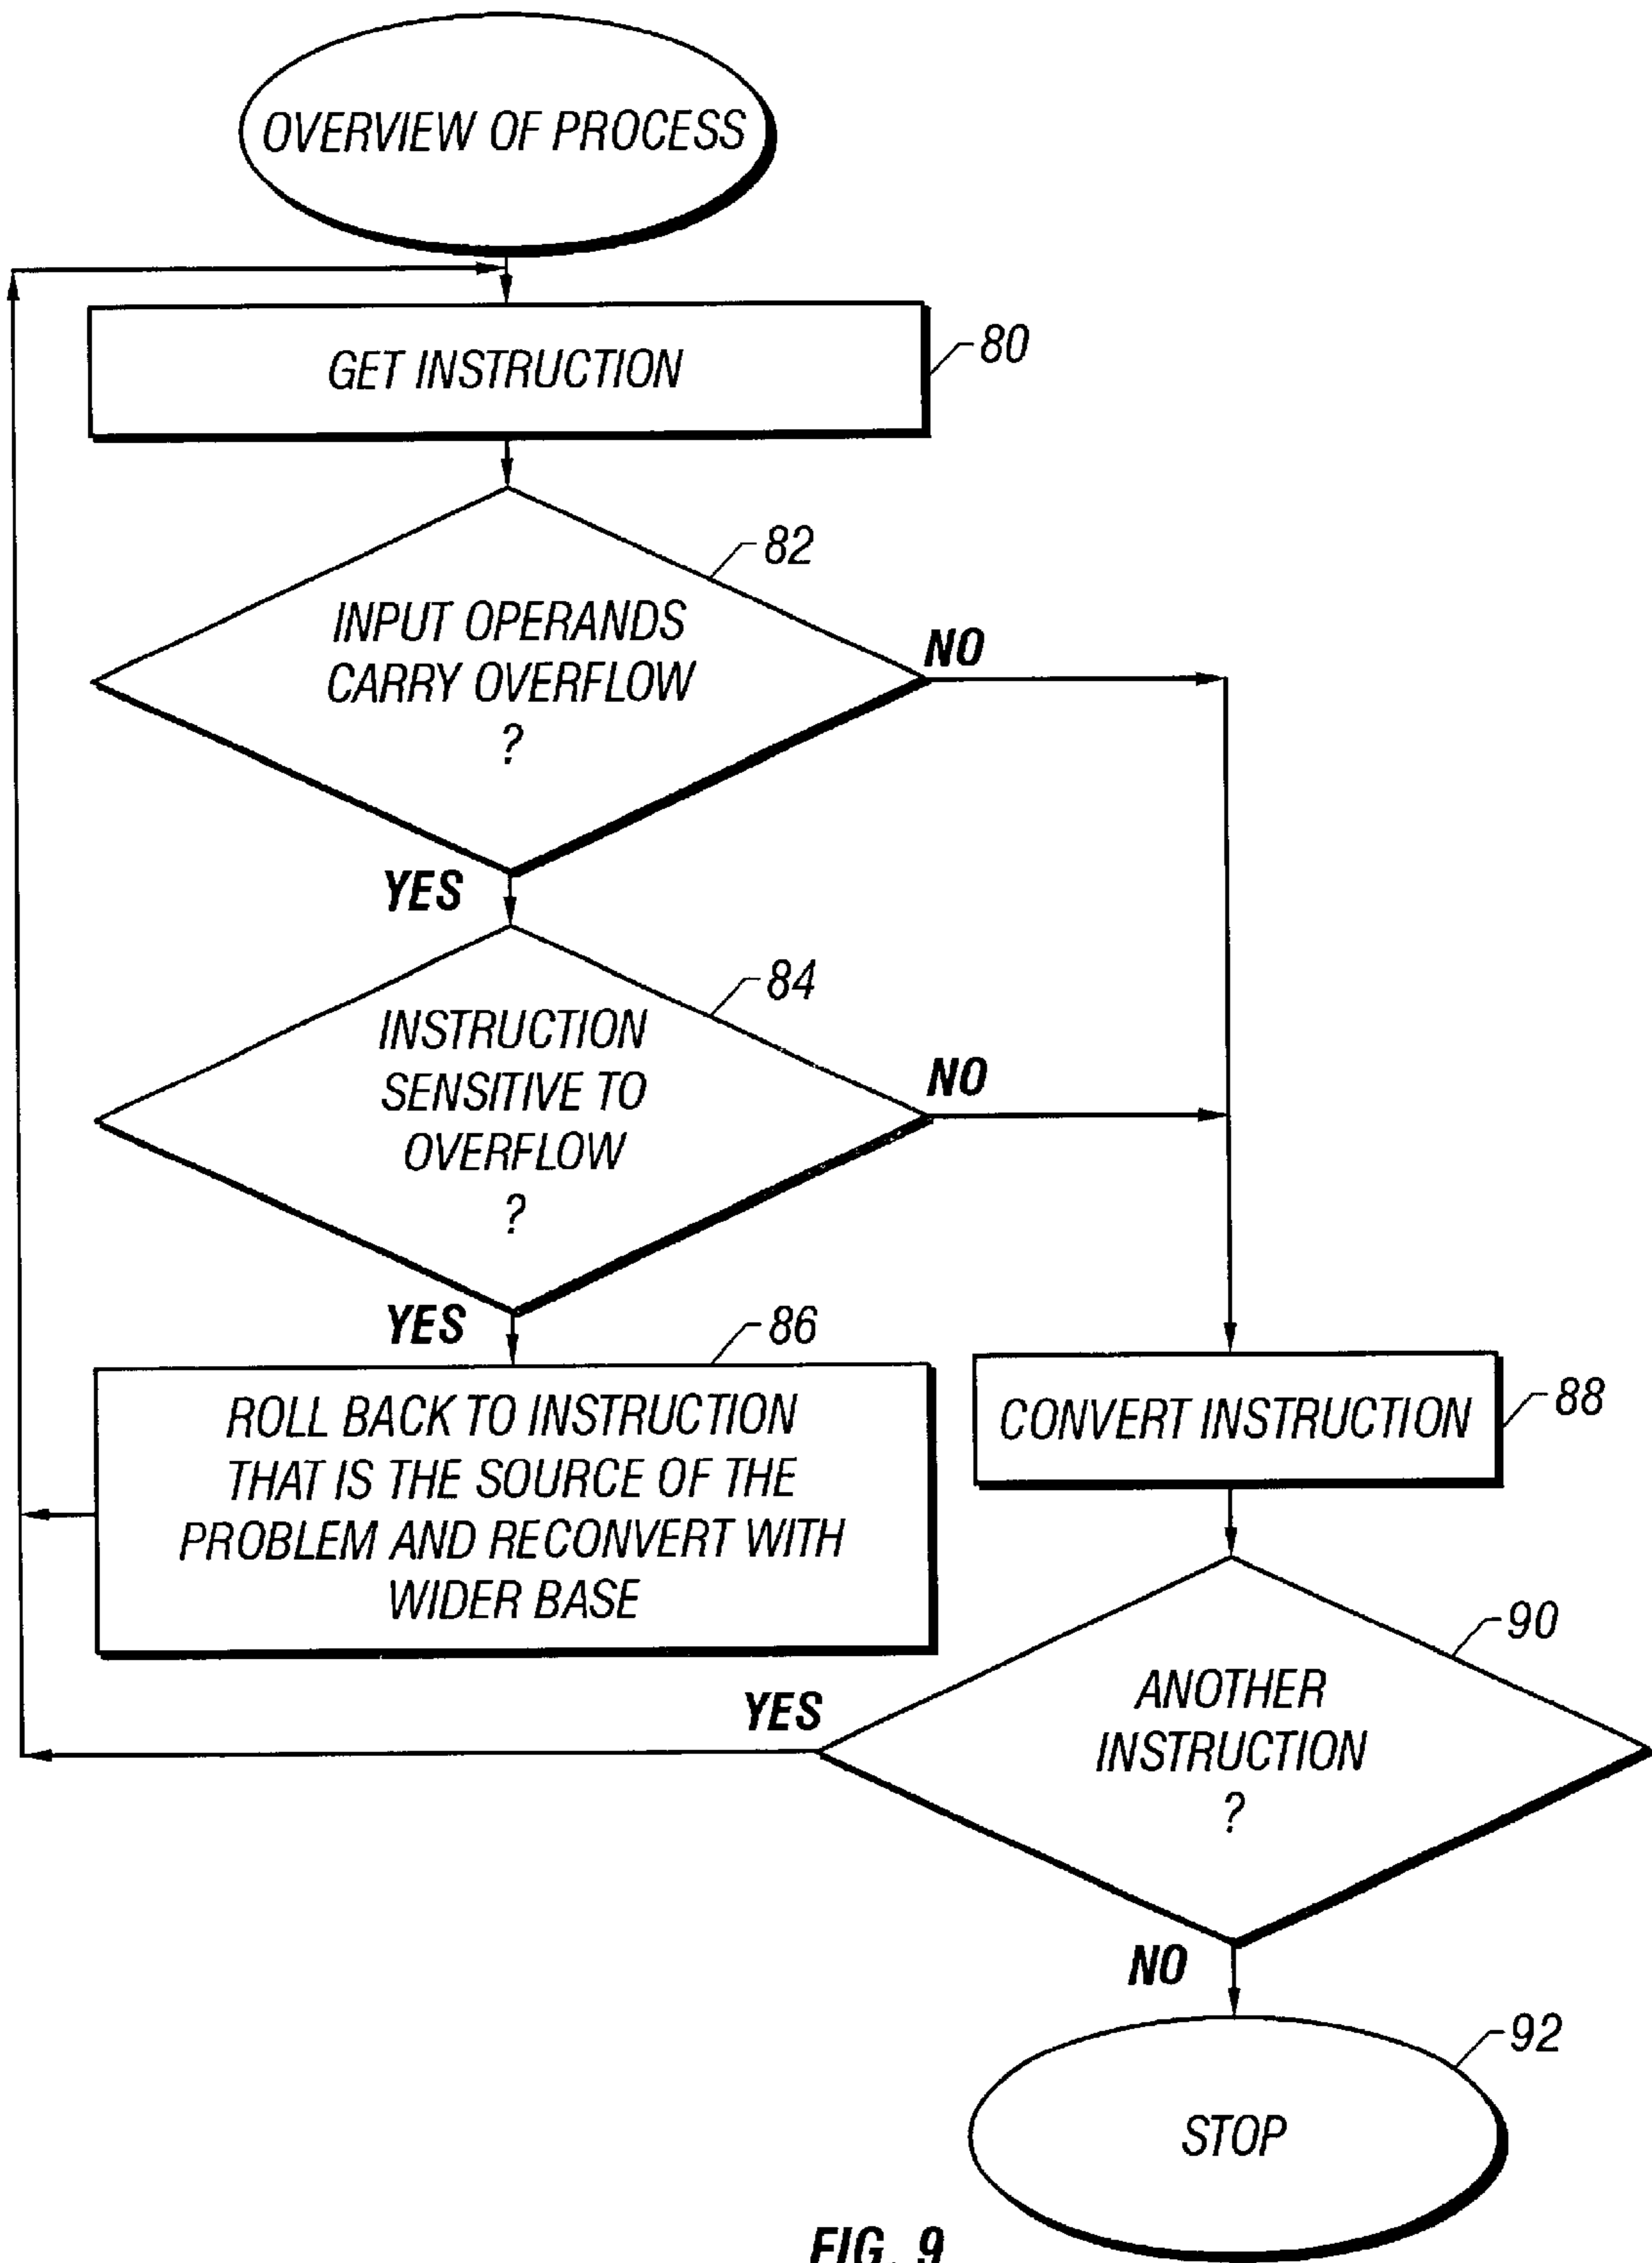 OVERVIEW OF PROCESS
GET INSTRUCTION
80
82
INPUT OPERANDS
CARRY OVERFLOW
?
NO
YES
84
INSTRUCTION
SENSITIVE TO
OVERFLOW
?
NO
YES
86
ROLL BACK TO INSTRUCTION
THAT IS THE SOURCE OF THE
PROBLEM AND RECONVERT WITH
WIDER BASE
CONVERT INSTRUCTION
88
90
ANOTHER
INSTRUCTION
?
YES
NO
92
STOP
FIG. 9